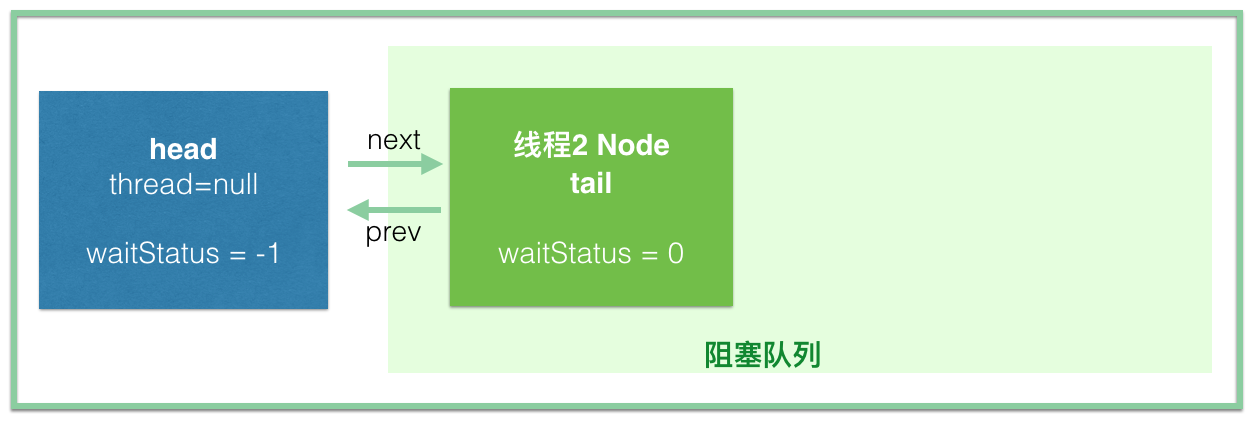 head
thread=null
waitStatus = -1
next
prev
线程2 Node
tail
waitStatus = 0
阻塞队列